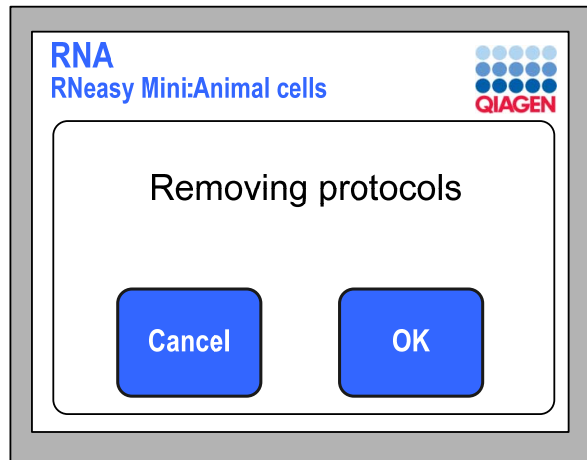 RNA
RNeasy Mini:Animal cells
QIAGEN
Removing protocols
Cancel
OK